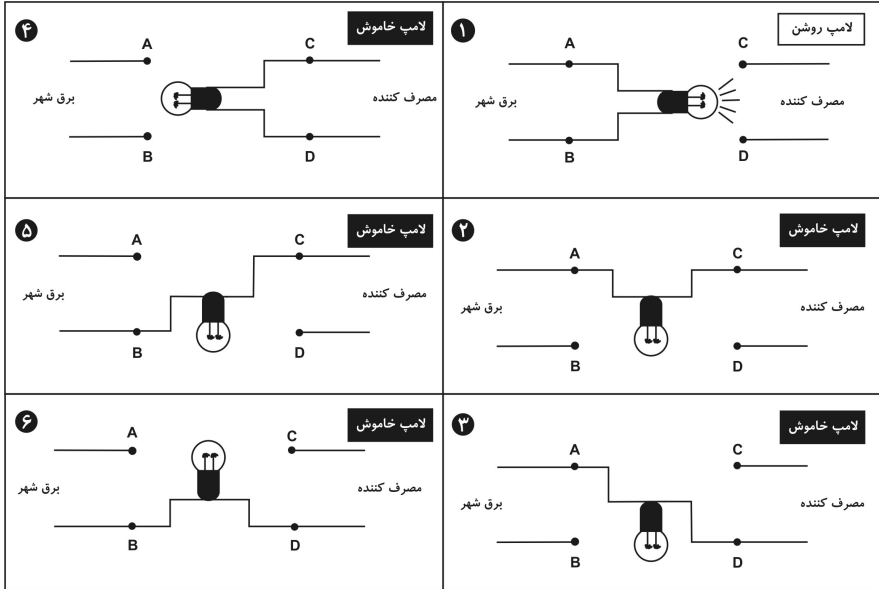 ۱
لامپ روشن
A
C
برق شهر
مصرف کننده
B
D
۲
لامپ خاموش
A
C
برق شهر
مصرف کننده
B
D
۳
لامپ خاموش
A
C
برق شهر
مصرف کننده
B
D
۴
لامپ خاموش
A
C
برق شهر
مصرف کننده
B
D
۵
لامپ خاموش
A
C
برق شهر
مصرف کننده
B
D
۶
لامپ خاموش
A
C
برق شهر
مصرف کننده
B
D